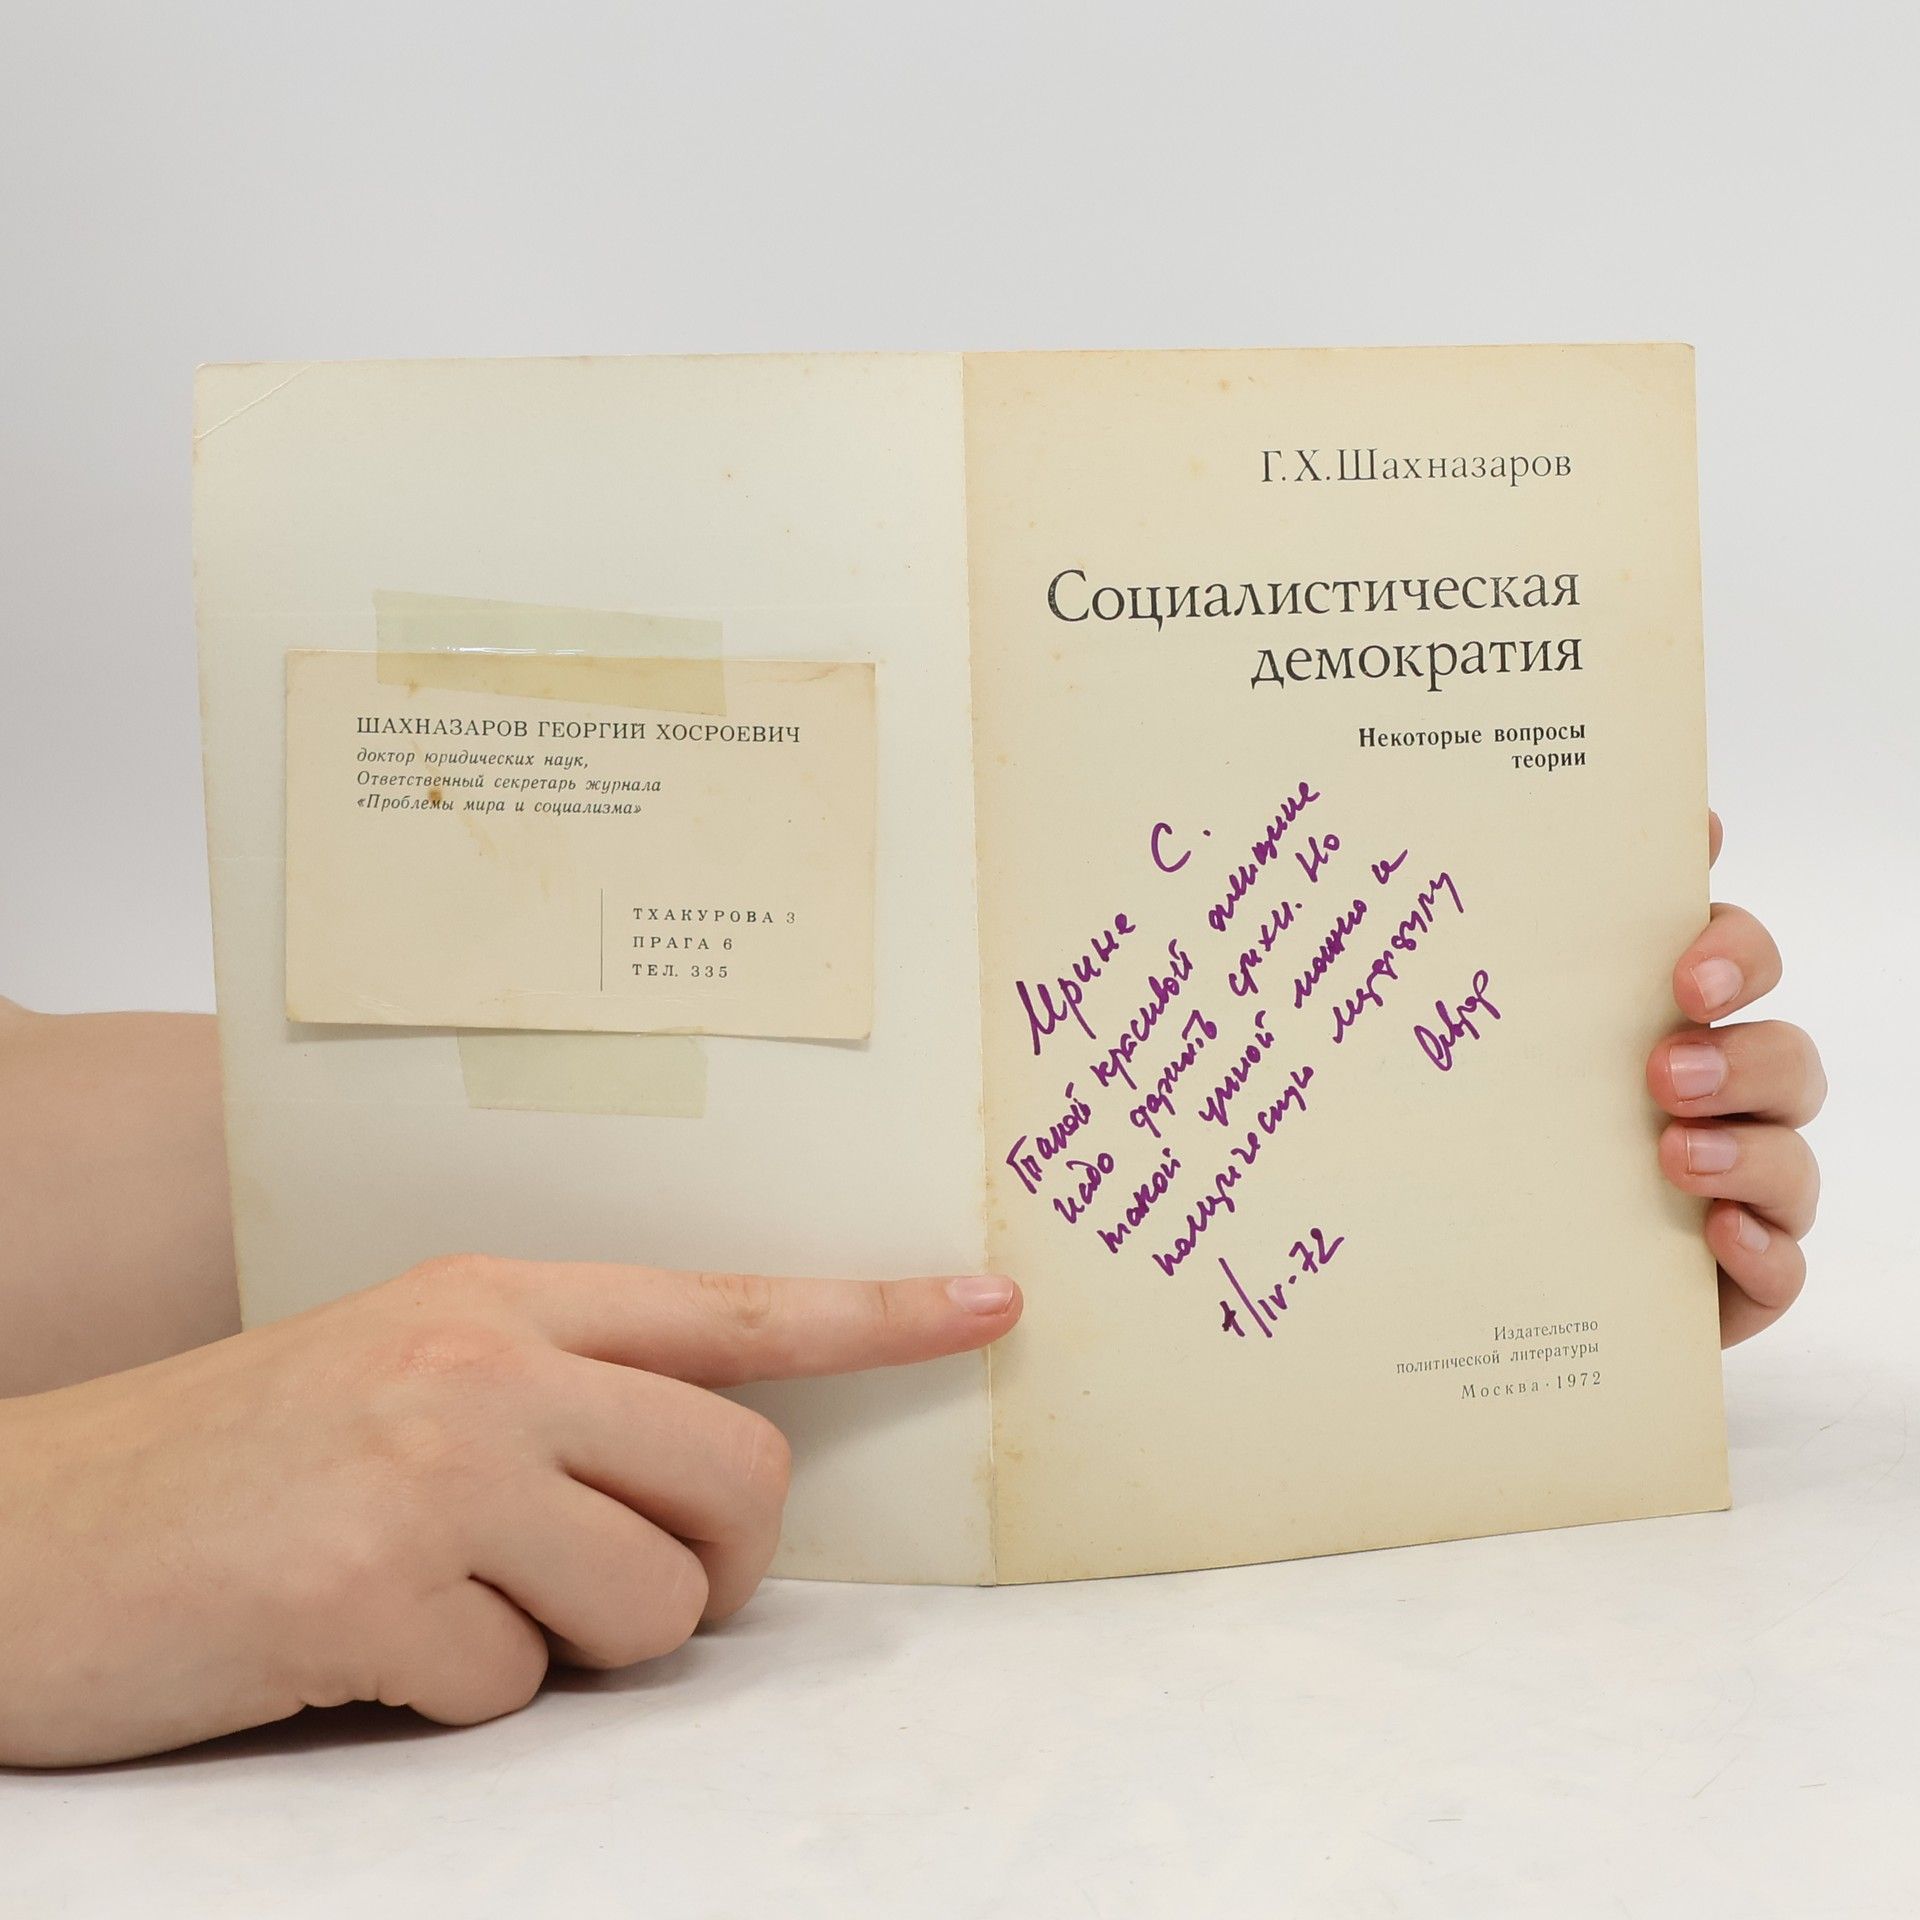 ШАХНАЗАРОВ ГЕОРГИЙ ХОСРОЕВИЧ
доктор юридических наук,
Ответственный секретарь журнала
«Проблемы мира и социализма»
ТХАКУРОВА 3
ПРАГА 6
ТЕЛ. 335
Г. Х. Шахназаров
Социалистическая
демократия
Некоторые вопросы
теории
Ирине С.
Такой красивой женщине
надо дарить стихи. Но
такой умной можно и
политическую литературу
Автор
/IV-72
Издательство
политической литературы
Москва · 1972